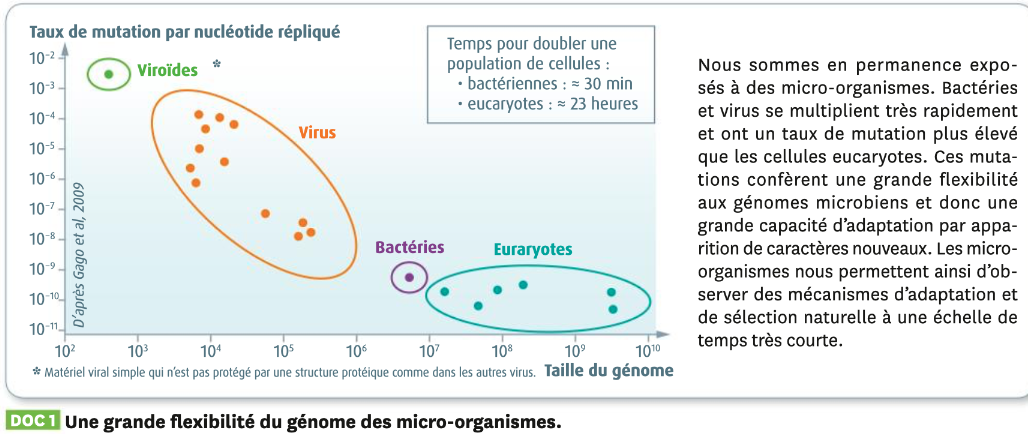 Taux de mutation par nucléotide répliqué
10⁻²
10⁻³
10⁻⁴
10⁻⁵
10⁻⁶
10⁻⁷
10⁻⁸
10⁻⁹
10⁻¹⁰
10⁻¹¹
Viroïdes *
Virus
Bactéries
Euraryotes
Temps pour doubler une
population de cellules :
• bactériennes : ≈ 30 min
• eucaryotes : ≈ 23 heures
D'après Gago et al, 2009
10² 10³ 10⁴ 10⁵ 10⁶ 10⁷ 10⁸ 10⁹ 10¹⁰
* Matériel viral simple qui n'est pas protégé par une structure protéique comme dans les autres virus. Taille du génome
Nous sommes en permanence expo-
sés à des micro-organismes. Bactéries
et virus se multiplient très rapidement
et ont un taux de mutation plus élevé
que les cellules eucaryotes. Ces muta-
tions confèrent une grande flexibilité
aux génomes microbiens et donc une
grande capacité d'adaptation par appa-
rition de caractères nouveaux. Les micro-
organismes nous permettent ainsi d'ob-
server des mécanismes d'adaptation et
de sélection naturelle à une échelle de
temps très courte.
DOC 1 Une grande flexibilité du génome des micro-organismes.